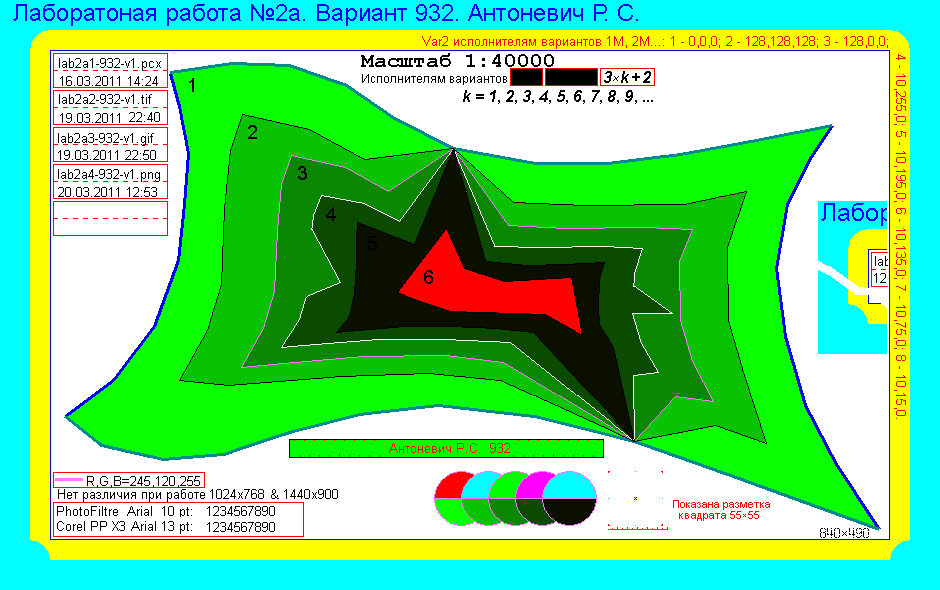 Лаборатоная работа №2а. Вариант 932. Антоневич Р. С.
Var2 исполнителям вариантов 1М, 2М...: 1 - 0,0,0; 2 - 128,128,128; 3 - 128,0,0;
4 - 10,255,0; 5 - 10,195,0; 6 - 10,135,0; 7 - 10,75,0; 8 - 10,15,0.
lab2a1-932-v1.pcx
16.03.2011 14:24
lab2a2-932-v1.tif
19.03.2011 22:40
lab2a3-932-v1.gif
19.03.2011 22:50
lab2a4-932-v1.png
20.03.2011 12:53
Масштаб 1:40000
Исполнителям вариантов 3×k+2
k = 1, 2, 3, 4, 5, 6, 7, 8, 9, ...
1
2
3
4
5
6
Лабор
lab
12
Антоневич Р.С. 932
R,G,B=245,120,255
Нет различия при работе 1024x768 & 1440x900
PhotoFiltre Arial 10 pt: 1234567890
Corel PP X3 Arial 13 pt: 1234567890
Показана разметка
квадрата 55×55
640×490